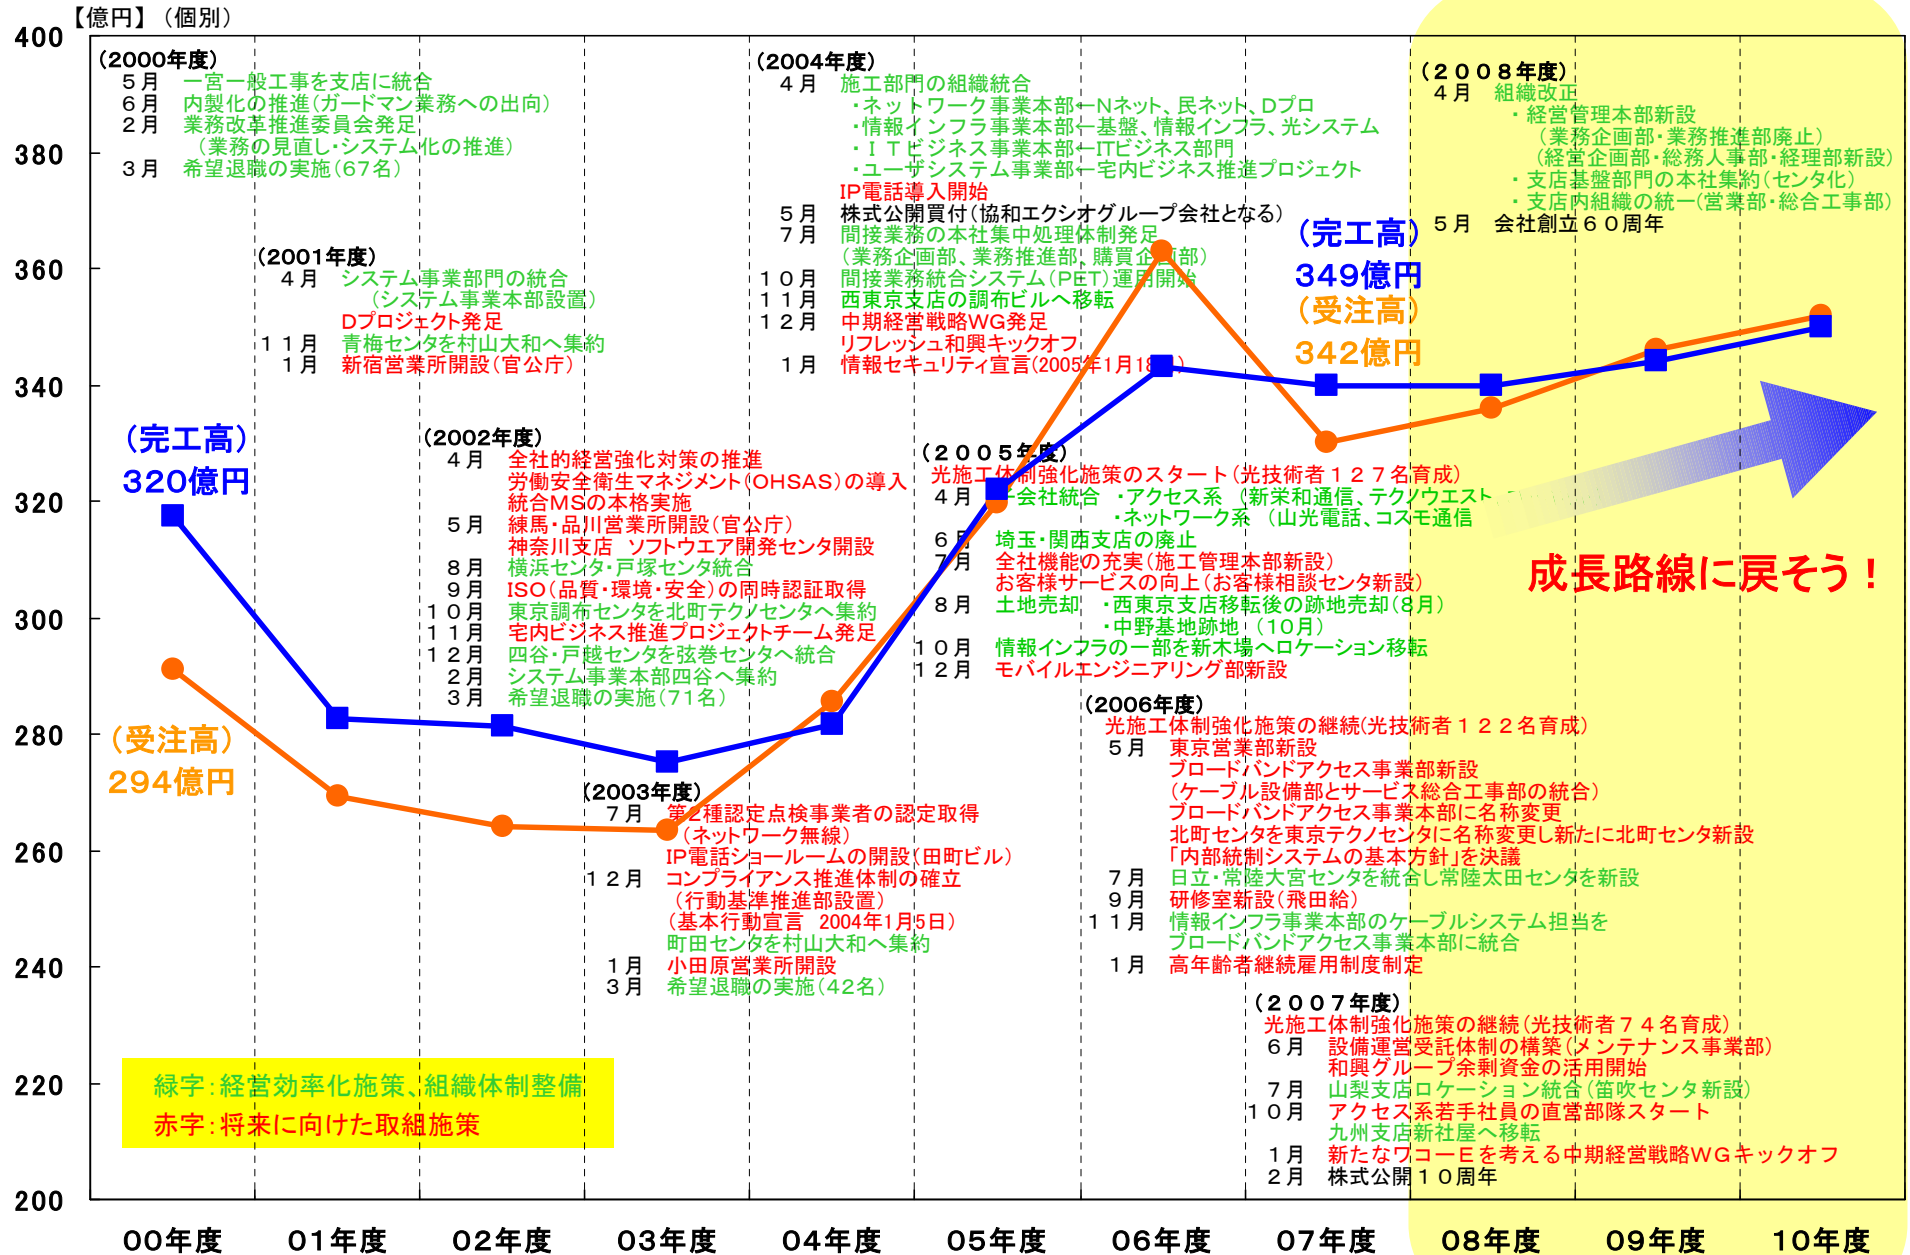 【億円】（個別）
400
380
360
340
320
300
280
260
240
220
200
（2000年度）
５月　一宮一般工事を支店に統合
６月　内製化の推進（ガードマン業務への出向）
２月　業務改革推進委員会発足
（業務の見直し・システム化の推進）
３月　希望退職の実施（67名）
（2001年度）
４月　システム事業部門の統合
（システム事業本部設置）
Ｄプロジェクト発足
１１月　青梅センタを村山大和へ集約
１月　新宿営業所開設（官公庁）
（完工高）
320億円
（受注高）
294億円
（2002年度）
４月　全社的経営強化対策の推進
労働安全衛生マネジメント（OHSAS）の導入
統合ＭＳの本格実施
５月　練馬・品川営業所開設（官公庁）
神奈川支店　ソフトウエア開発センタ開設
８月　横浜センタ・戸塚センタ統合
９月　ISO（品質・環境・安全）の同時認証取得
１０月　東京調布センタを北町テクノセンタへ集約
１１月　宅内ビジネス推進プロジェクトチーム発足
１２月　四谷・戸越センタを弦巻センタへ統合
２月　システム事業本部四谷へ集約
３月　希望退職の実施（71名）
（2003年度）
７月　第2種認定点検事業者の認定取得
（ネットワーク無線）
IP電話ショールームの開設（田町ビル）
１２月　コンプライアンス推進体制の確立
（行動基準推進部設置）
（基本行動宣言　2004年1月5日）
町田センタを村山大和へ集約
１月　小田原営業所開設
３月　希望退職の実施（42名）
（2004年度）
４月　施工部門の組織統合
・ネットワーク事業本部←Ｎネット、民ネット、Ｄプロ
・情報インフラ事業本部←基盤、情報インフラ、光システム
・ＩＴビジネス事業本部←ITビジネス部門
・ユーザシステム事業部←宅内ビジネス推進プロジェクト
IP電話導入開始
５月　株式公開買付（協和エクシオグループ会社となる）
７月　間接業務の本社集中処理体制発足
（業務企画部、業務推進部、購買企画部）
１０月　間接業務統合システム（PET）運用開始
１１月　西東京支店の調布ビルへ移転
１２月　中期経営戦略ＷＧ発足
リフレッシュ和興キックオフ
１月　情報セキュリティ宣言(2005年1月18日)
（２００５年度）
光施工体制強化施策のスタート（光技術者１２７名育成）
４月　子会社統合　・アクセス系　（新栄和通信、テクノウエスト
・ネットワーク系　（山光電話、コスモ通信
６月　埼玉・関西支店の廃止
７月　全社機能の充実（施工管理本部新設）
お客様サービスの向上（お客様相談センタ新設）
８月　土地売却　・西東京支店移転後の跡地売却（８月）
・中野基地跡地　（１０月）
１０月　情報インフラの一部を新木場へロケーション移転
１２月　モバイルエンジニアリング部新設
（2006年度）
光施工体制強化施策の継続(光技術者１２２名育成）
５月　東京営業部新設
ブロードバンドアクセス事業部新設
（ケーブル設備部とサービス総合工事部の統合）
ブロードバンドアクセス事業本部に名称変更
北町センタを東京テクノセンタに名称変更し新たに北町センタ新設
「内部統制システムの基本方針」を決議
７月　日立・常陸大宮センタを統合し常陸太田センタを新設
９月　研修室新設（飛田給）
１１月　情報インフラ事業本部のケーブルシステム担当を
ブロードバンドアクセス事業本部に統合
１月　高年齢者継続雇用制度制定
（２００７年度）
光施工体制強化施策の継続（光技術者７４名育成）
６月　設備運営受託体制の構築（メンテナンス事業部）
和興グループ余剰資金の活用開始
７月　山梨支店ロケーション統合（笛吹センタ新設）
１０月　アクセス系若手社員の直営部隊スタート
九州支店新社屋へ移転
１月　新たなワコーＥを考える中期経営戦略ＷＧキックオフ
２月　株式公開１０周年
（２００８年度）
４月　組織改正
・経営管理本部新設
（業務企画部・業務推進部廃止）
（経営企画部・総務人事部・経理部新設）
・支店基盤部門の本社集約（センタ化）
・支店内組織の統一（営業部・総合工事部）
５月　会社創立６０周年
（完工高）
349億円
（受注高）
342億円
成長路線に戻そう！
緑字：経営効率化施策、組織体制整備
赤字：将来に向けた取組施策
00年度　01年度　02年度　03年度　04年度　05年度　06年度　07年度　08年度　09年度　10年度